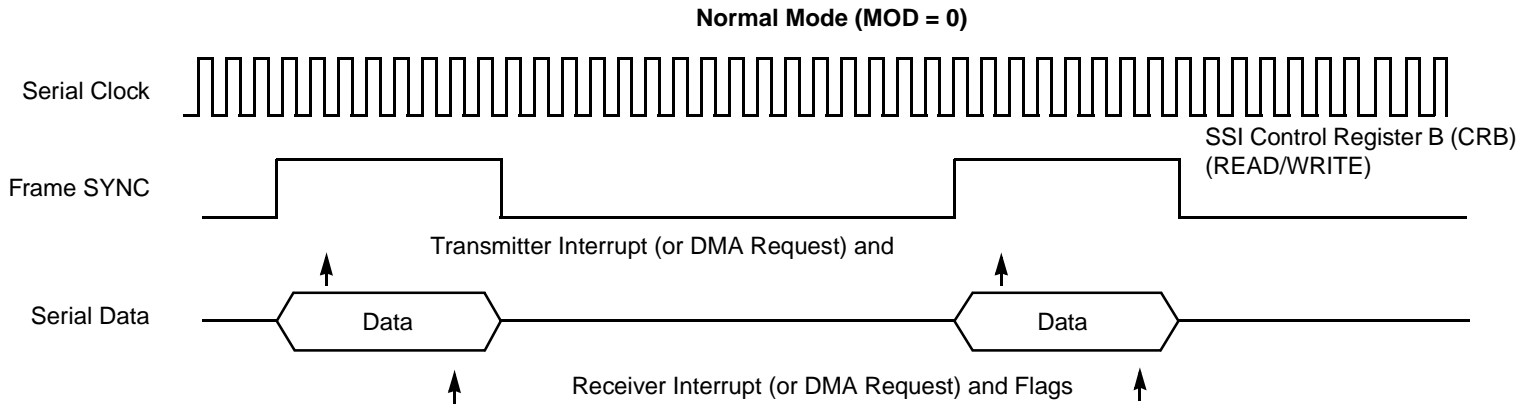 Normal Mode (MOD = 0)
Serial Clock
SSI Control Register B (CRB)
(READ/WRITE)
Frame SYNC
Transmitter Interrupt (or DMA Request) and
Serial Data
Data
Data
Receiver Interrupt (or DMA Request) and Flags